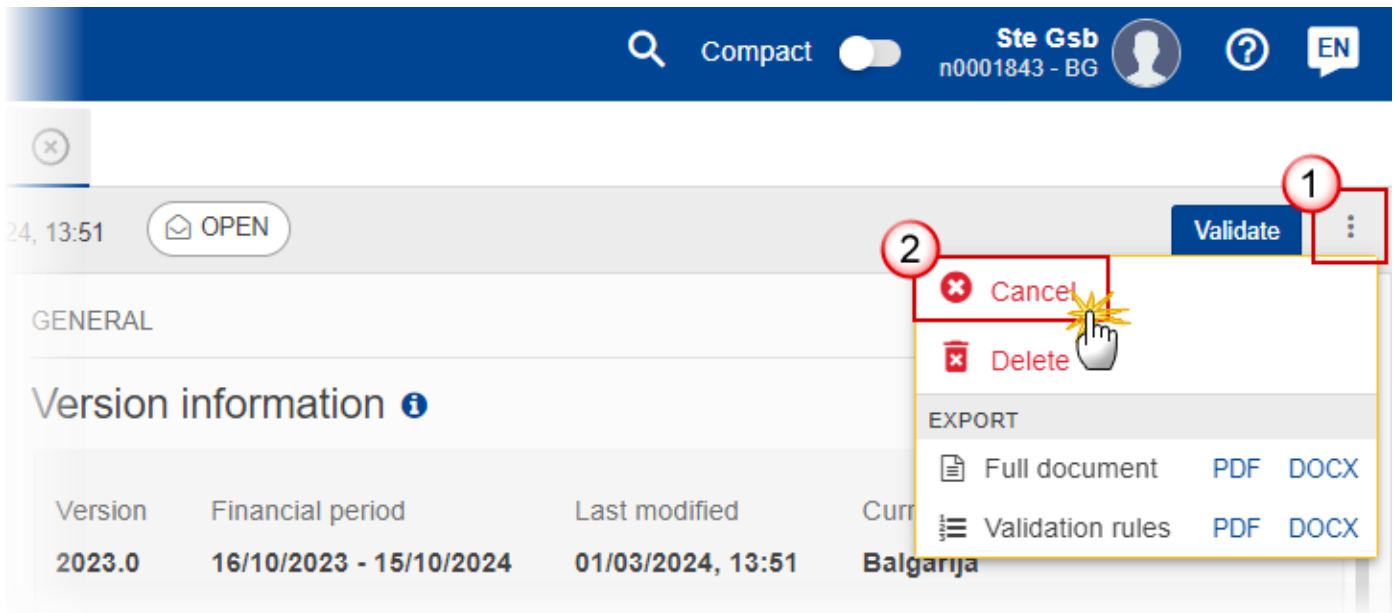 Compact
Ste Gsb
n0001843 - BG
EN
24, 13:51
OPEN
Validate
1
2
Cancel
Delete
GENERAL
Version information
EXPORT
Full document PDF DOCX
Validation rules PDF DOCX
Version Financial period Last modified Curr
2023.0 16/10/2023 - 15/10/2024 01/03/2024, 13:51 Balgarija